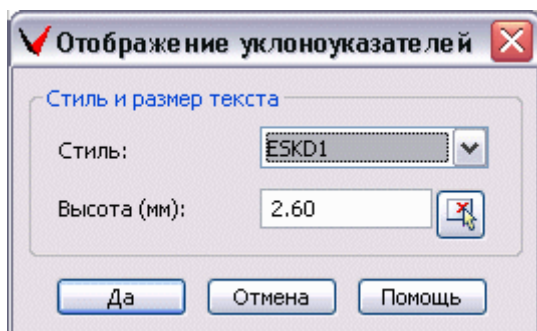 Отображение уклоноуказателей
Стиль и размер текста
Стиль: ESKD1
Высота (мм): 2.60
Да Отмена Помощь